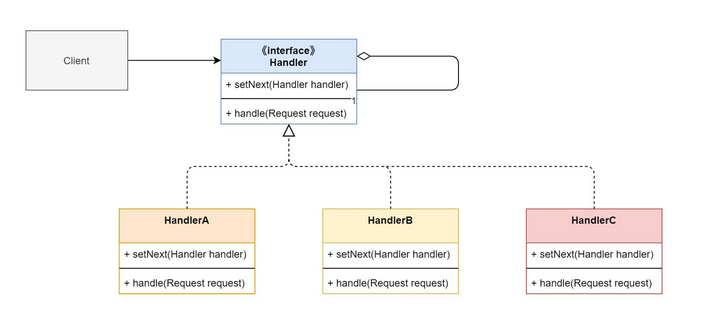 Client
《interface》
Handler
+ setNext(Handler handler)
1
+ handle(Request request)
HandlerA
+ setNext(Handler handler)
+ handle(Request request)
HandlerB
+ setNext(Handler handler)
+ handle(Request request)
HandlerC
+ setNext(Handler handler)
+ handle(Request request)